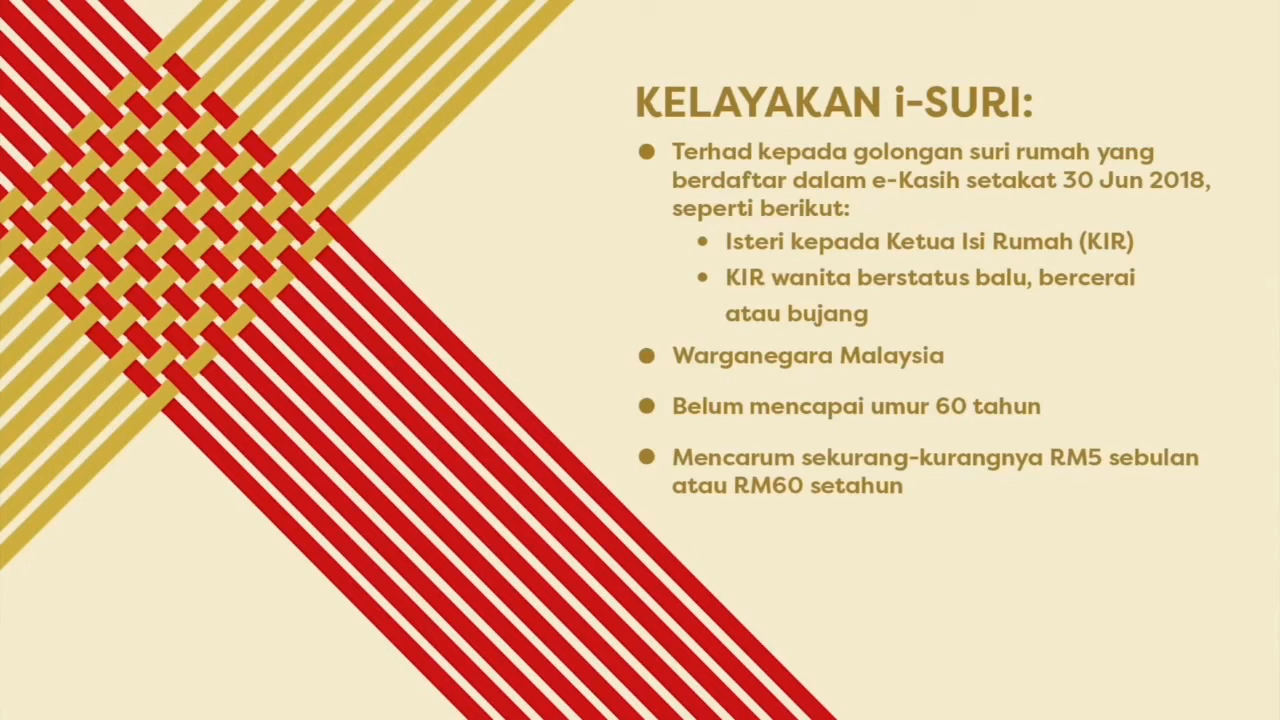 KELAYAKAN i-SURI:
● Terhad kepada golongan suri rumah yang
berdaftar dalam e-Kasih setakat 30 Jun 2018,
seperti berikut:
• Isteri kepada Ketua Isi Rumah (KIR)
• KIR wanita berstatus balu, bercerai
atau bujang
● Warganegara Malaysia
● Belum mencapai umur 60 tahun
● Mencarum sekurang-kurangnya RM5 sebulan
atau RM60 setahun